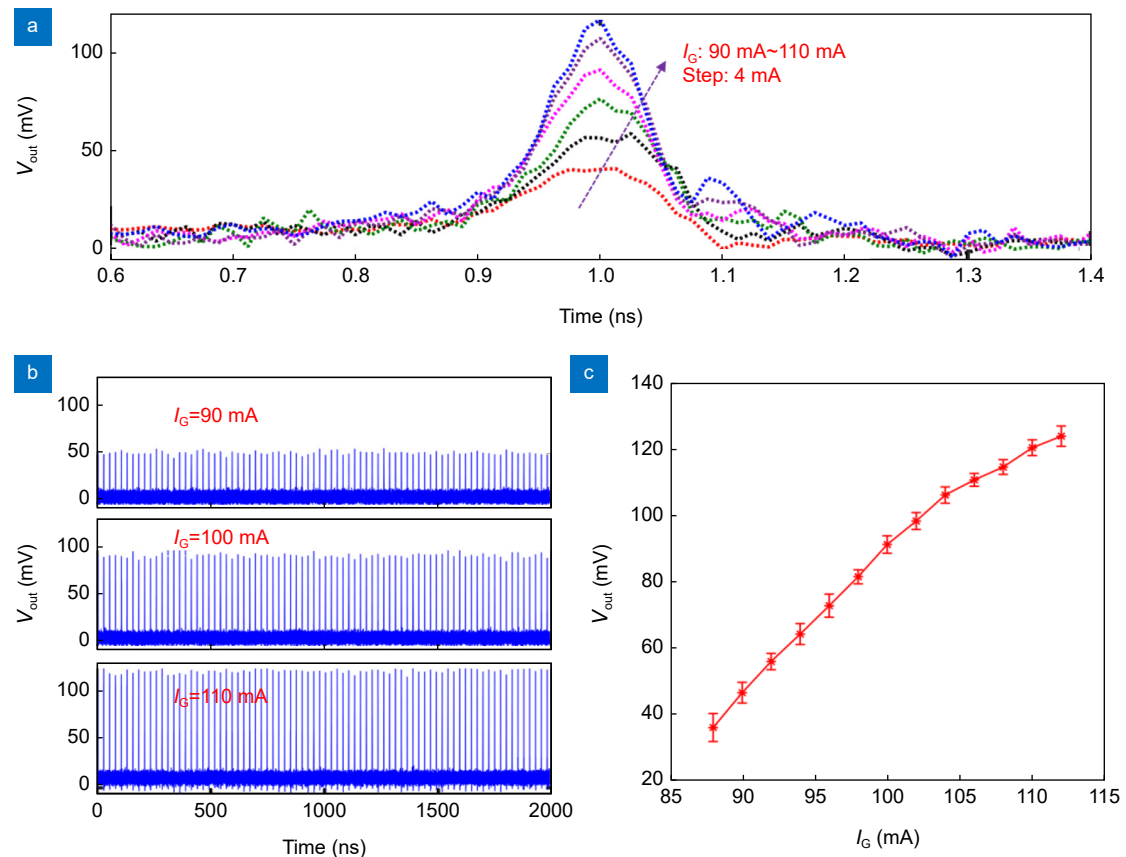 a
100
50
0
V_out (mV)
I_G: 90 mA~110 mA
Step: 4 mA
0.6 0.7 0.8 0.9 1.0 1.1 1.2 1.3 1.4
Time (ns)
b
100
50
0
I_G=90 mA
100
50
0
I_G=100 mA
100
50
0
I_G=110 mA
V_out (mV)
0 500 1000 1500 2000
Time (ns)
c
140
120
100
80
60
40
20
V_out (mV)
85 90 95 100 105 110 115
I_G (mA)